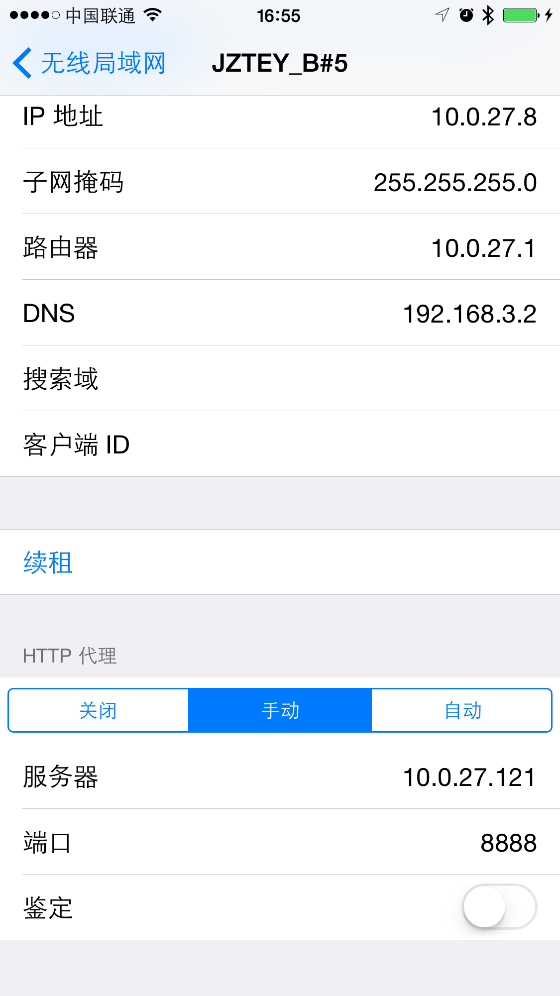 中国联通 16:55
无线局域网 JZTEY_B#5
IP 地址 10.0.27.8
子网掩码 255.255.255.0
路由器 10.0.27.1
DNS 192.168.3.2
搜索域
客户端 ID
续租
HTTP 代理
关闭 手动 自动
服务器 10.0.27.121
端口 8888
鉴定